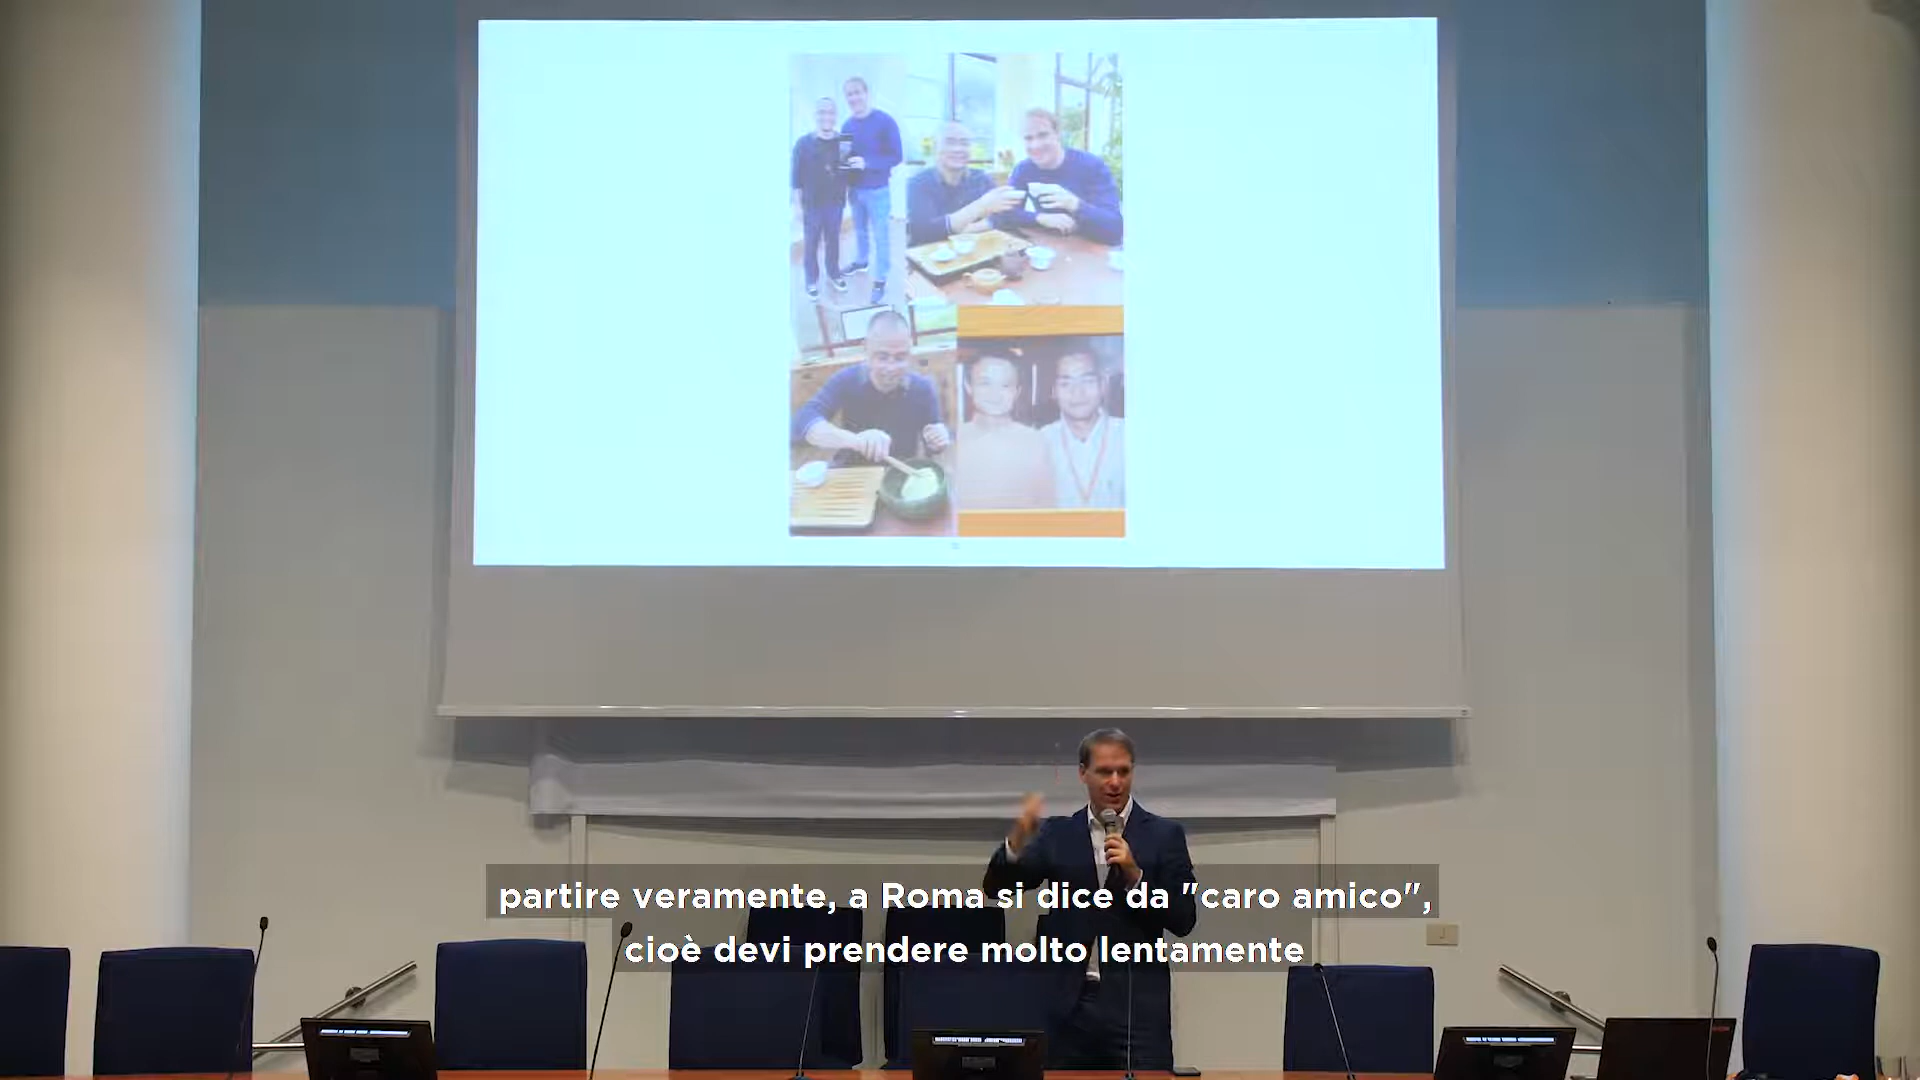 partire veramente, a Roma si dice da "caro amico",
cioè devi prendere molto lentamente